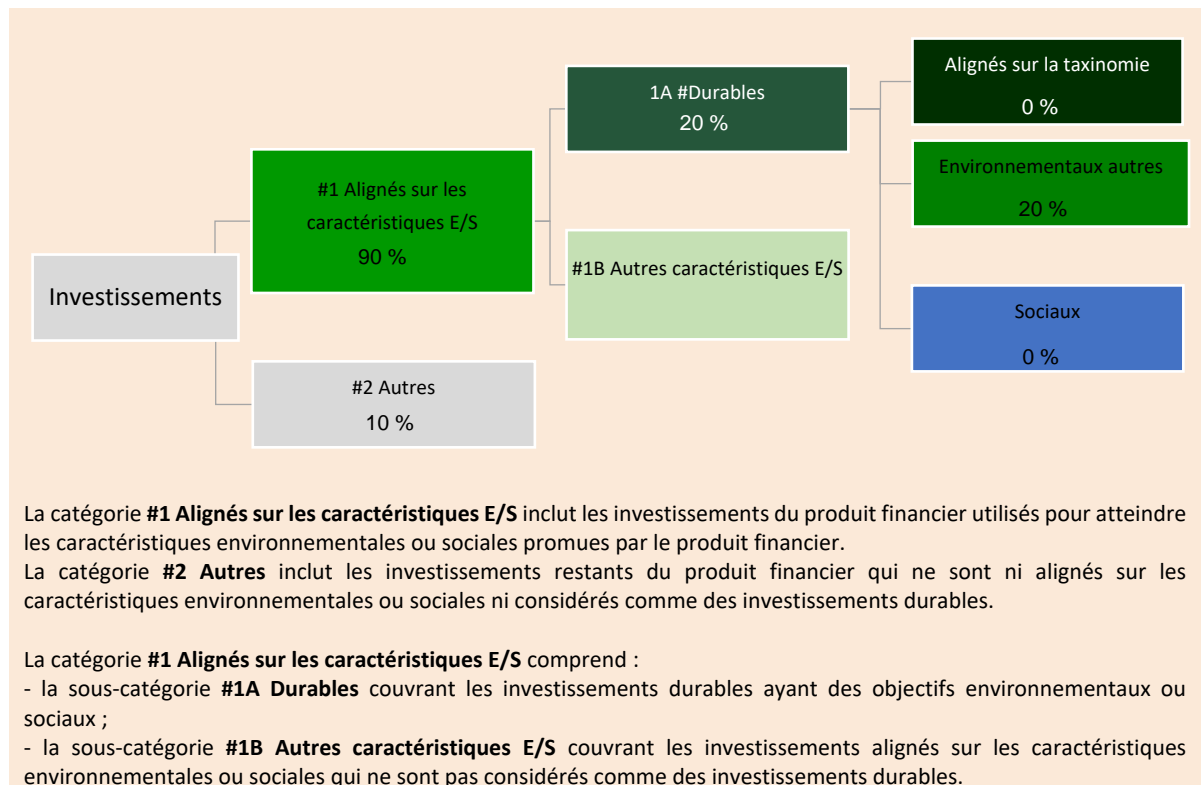 Investissements
#1 Alignés sur les
caractéristiques E/S
90 %
#2 Autres
10 %
1A #Durables
20 %
#1B Autres caractéristiques E/S
Alignés sur la taxinomie
0 %
Environnementaux autres
20 %
Sociaux
0 %
La catégorie #1 Alignés sur les caractéristiques E/S inclut les investissements du produit financier utilisés pour atteindre
les caractéristiques environnementales ou sociales promues par le produit financier.
La catégorie #2 Autres inclut les investissements restants du produit financier qui ne sont ni alignés sur les
caractéristiques environnementales ou sociales ni considérés comme des investissements durables.
La catégorie #1 Alignés sur les caractéristiques E/S comprend :
- la sous-catégorie #1A Durables couvrant les investissements durables ayant des objectifs environnementaux ou
sociaux ;
- la sous-catégorie #1B Autres caractéristiques E/S couvrant les investissements alignés sur les caractéristiques
environnementales ou sociales qui ne sont pas considérés comme des investissements durables.